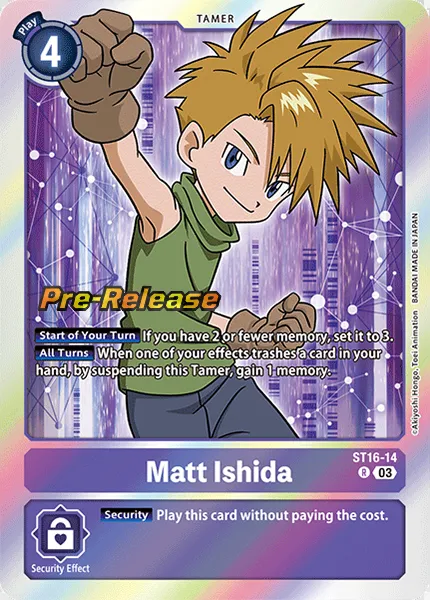 TAMER
Play
4
Pre-Release
Start of Your Turn If you have 2 or fewer memory, set it to 3.
All Turns When one of your effects trashes a card in your
hand, by suspending this Tamer, gain 1 memory.
©Akiyoshi Hongo, Toei Animation BANDAI MADE IN JAPAN
ST16-14
Matt Ishida
R 03
Security Play this card without paying the cost.
Security Effect